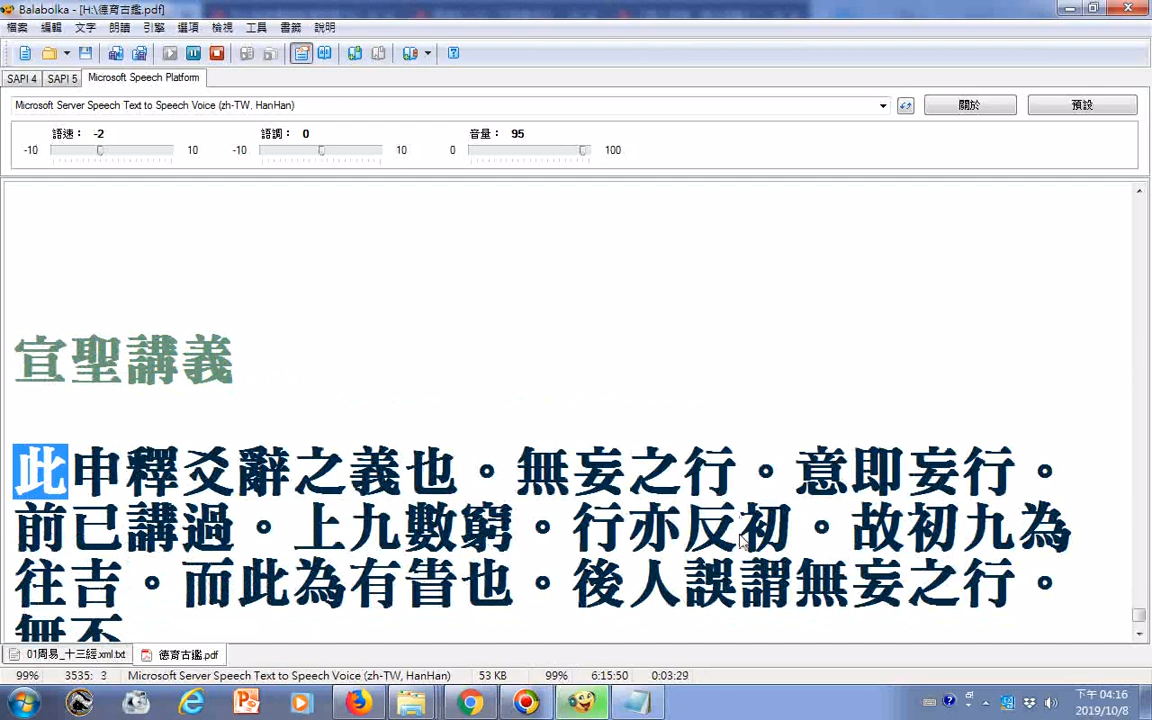 Balabolka - [H:\德育古鑑.pdf]
檔案 編輯 文字 朗讀 引擎 選項 檢視 工具 書籤 說明
SAPI 4 SAPI 5 Microsoft Speech Platform
Microsoft Server Speech Text to Speech Voice (zh-TW, HanHan) 關於 預設
語速： -2 語調： 0 音量： 95
-10 10 -10 10 0 100
宣聖講義
此申釋爻辭之義也。無妄之行。意即妄行。
前已講過。上九數窮。行亦反初。故初九為
往吉。而此為有眚也。後人誤謂無妄之行。
無不
01周易_十三經.xml.txt 德育古鑑.pdf
99% 3535: 3 Microsoft Server Speech Text to Speech Voice (zh-TW, HanHan) 53 KB 99% 6:15:50 0:03:29
下午 04:16
2019/10/8